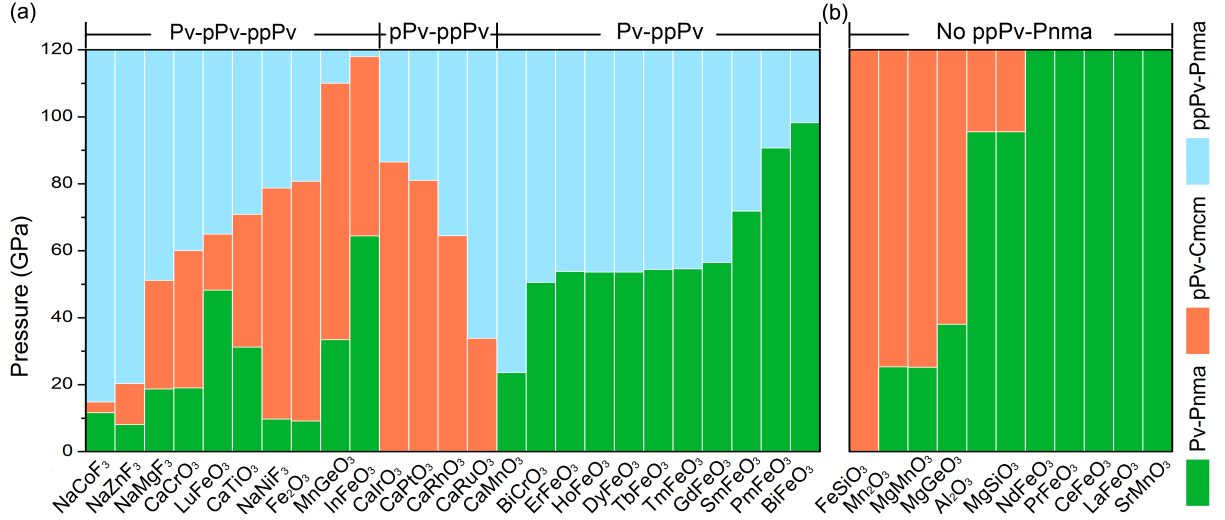 (a)
Pv-pPv-ppPv
pPv-ppPv
Pv-ppPv
(b)
No ppPv-Pnma
Pressure (GPa)
120
100
80
60
40
20
0
NaCoF₃
NaZnF₃
NaMgF₃
CaCrO₃
LuFeO₃
CaTiO₃
NaNiF₃
Fe₂O₃
MnGeO₃
InFeO₃
CaIrO₃
CaPtO₃
CaRhO₃
CaRuO₃
CaMnO₃
BiCrO₃
ErFeO₃
HoFeO₃
DyFeO₃
TbFeO₃
TmFeO₃
GdFeO₃
SmFeO₃
PmFeO₃
BiFeO₃
FeSiO₃
Mn₂O₃
MgMnO₃
MgGeO₃
Al₂O₃
MgSiO₃
NdFeO₃
PrFeO₃
CeFeO₃
LaFeO₃
SrMnO₃
ppPv-Pnma
pPv-Cmcm
Pv-Pnma